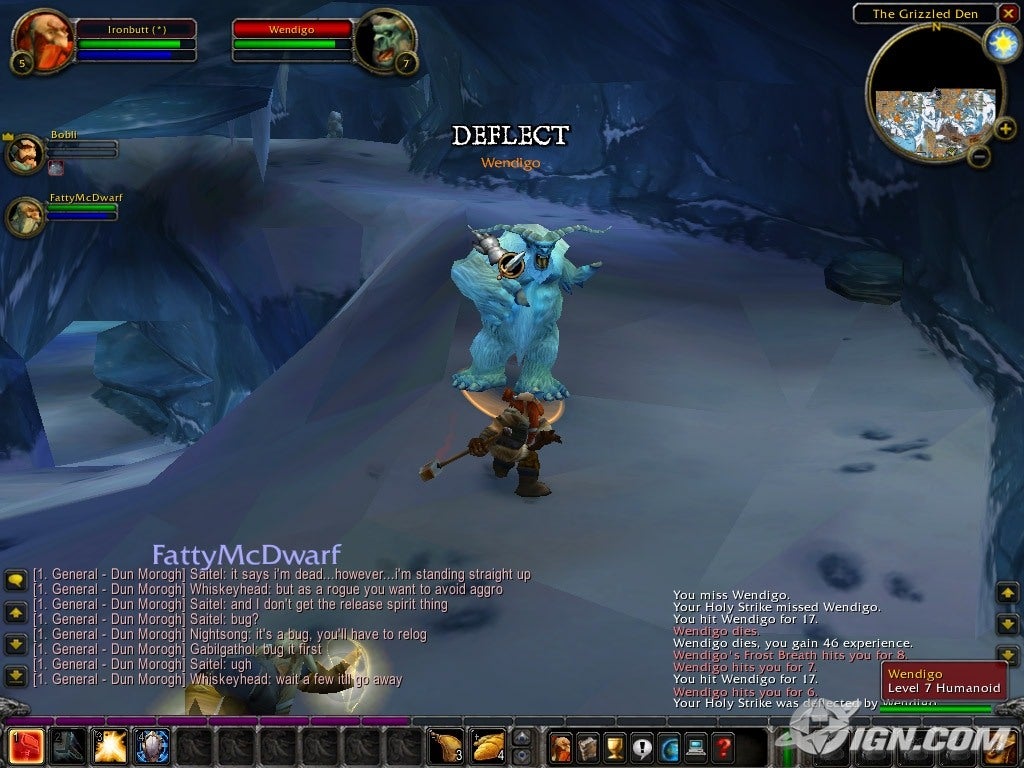 Ironbutt (*)
5
Wendigo
7
The Grizzled Den
N
Bobli
FattyMcDwarf
DEFLECT
Wendigo
FattyMcDwarf
[1. General - Dun Morogh] Saitel: it says i'm dead...however...i'm standing straight up
[1. General - Dun Morogh] Whiskeyhead: but as a rogue you want to avoid aggro
[1. General - Dun Morogh] Saitel: and I don't get the release spirit thing
[1. General - Dun Morogh] Saitel: bug?
[1. General - Dun Morogh] Nightsong: it's a bug, you'll have to relog
[1. General - Dun Morogh] Gabilgathol: bug it first
[1. General - Dun Morogh] Saitel: ugh
[1. General - Dun Morogh] Whiskeyhead: wait a few itll go away
You miss Wendigo.
Your Holy Strike missed Wendigo.
You hit Wendigo for 17.
Wendigo dies.
Wendigo dies, you gain 46 experience.
Wendigo's Frost Breath hits you for 8.
Wendigo hits you for 7.
You hit Wendigo for 17.
Wendigo hits you for 6.
Your Holy Strike was deflected by Wendigo.
Wendigo
Level 7 Humanoid
1 2 3 4
3 4
IGN.COM